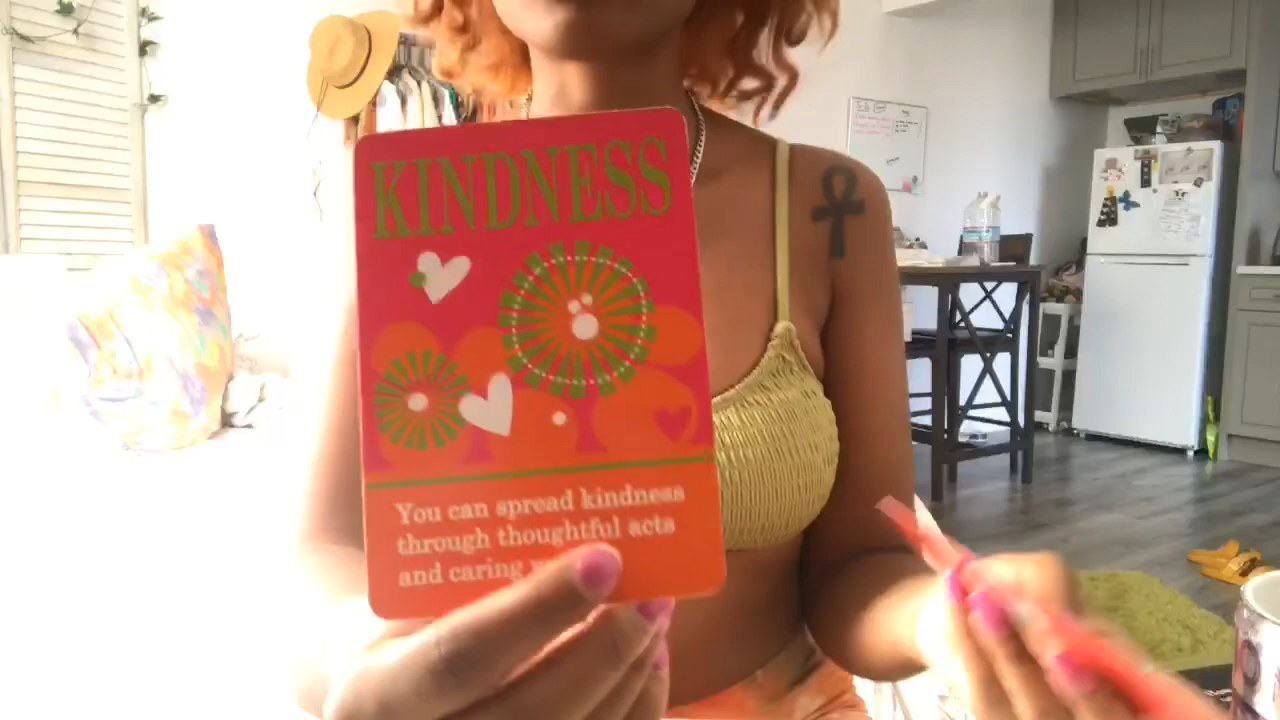 KINDNESS
You can spread kindness
through thoughtful acts
and caring